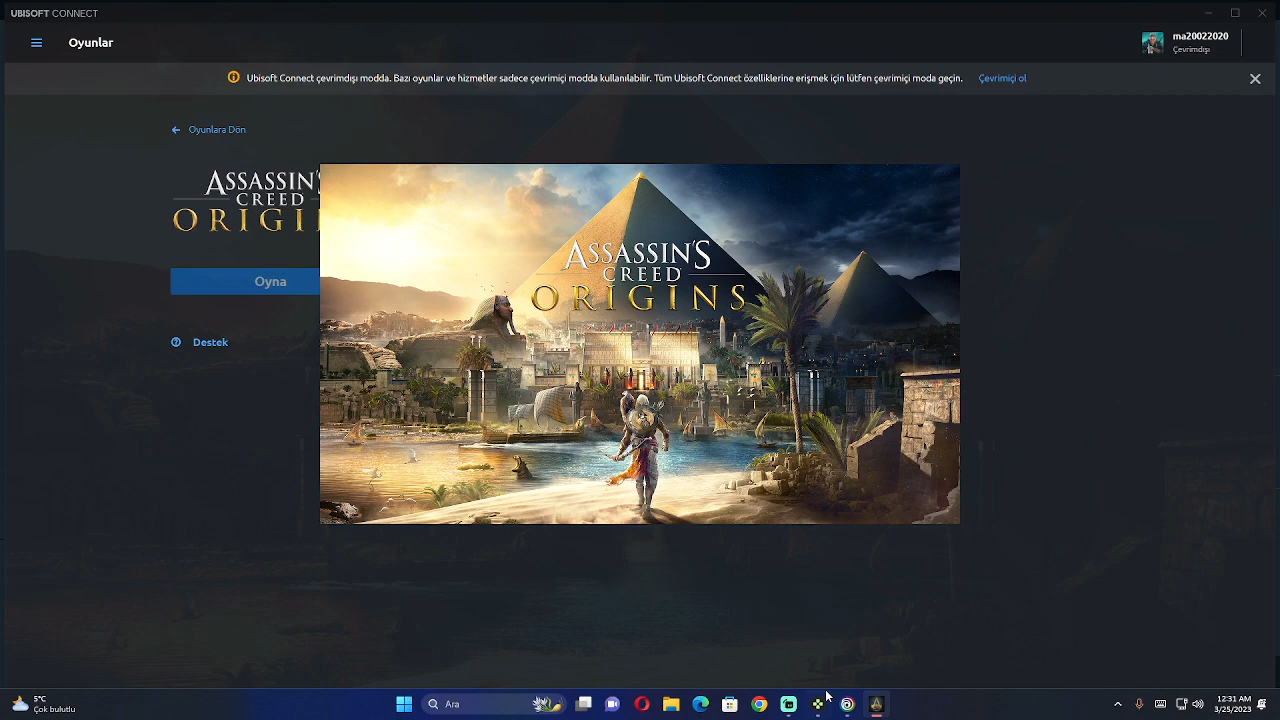 UBISOFT CONNECT
Oyunlar
ma20022020
Çevrimdışı
Ubisoft Connect çevrimdışı modda. Bazı oyunlar ve hizmetler sadece çevrimiçi modda kullanılabilir. Tüm Ubisoft Connect özelliklerine erişmek için lütfen çevrimiçi moda geçin.
Çevrimiçi ol
Oyunlara Dön
ASSASSIN'
CREED
ORIGI
Oyna
Destek
ASSASSIN'S
CREED
ORIGINS
5°C
Çok bulutlu
Ara
12:31 AM
3/25/2023